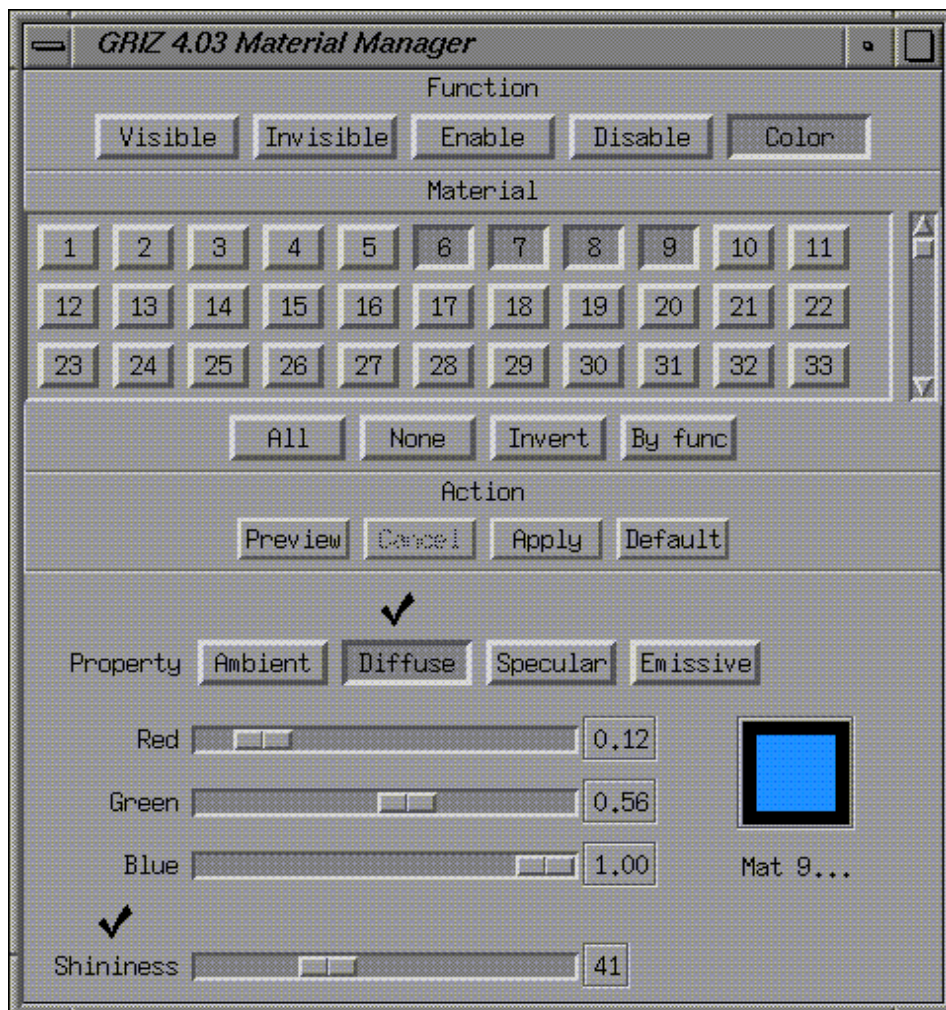 GRIZ 4.03 Material Manager
Function
Visible Invisible Enable Disable Color
Material
1 2 3 4 5 6 7 8 9 10 11
12 13 14 15 16 17 18 19 20 21 22
23 24 25 26 27 28 29 30 31 32 33
All None Invert By func
Action
Preview Cancel Apply Default
Property Ambient Diffuse Specular Emissive
Red 0.12
Green 0.56
Blue 1.00
Mat 9...
Shininess 41